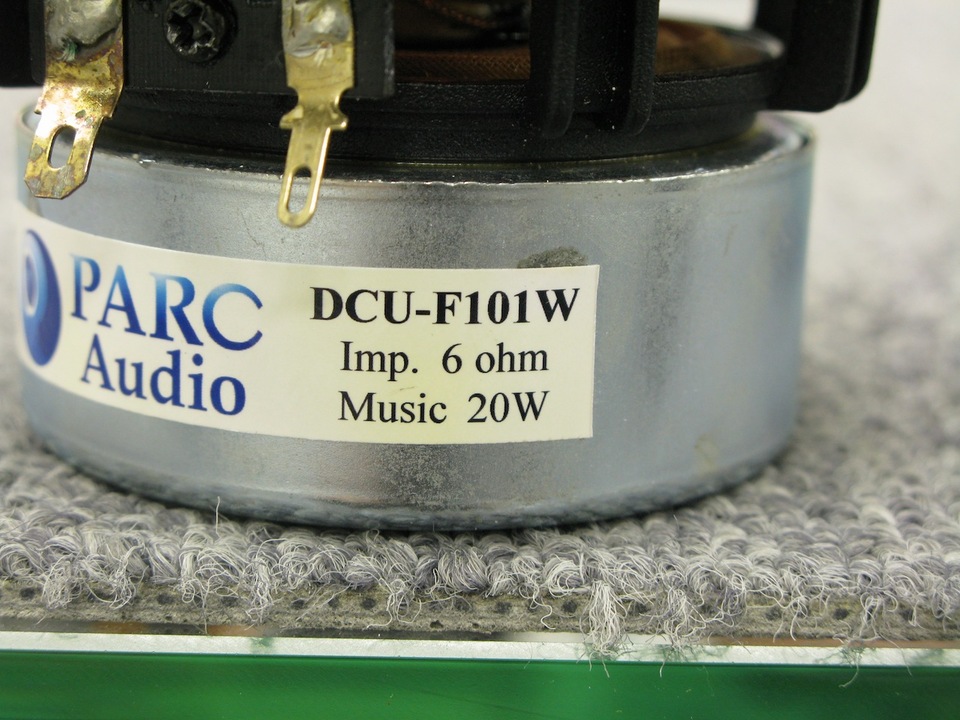 PARC
Audio
DCU-F101W
Imp. 6 ohm
Music 20W